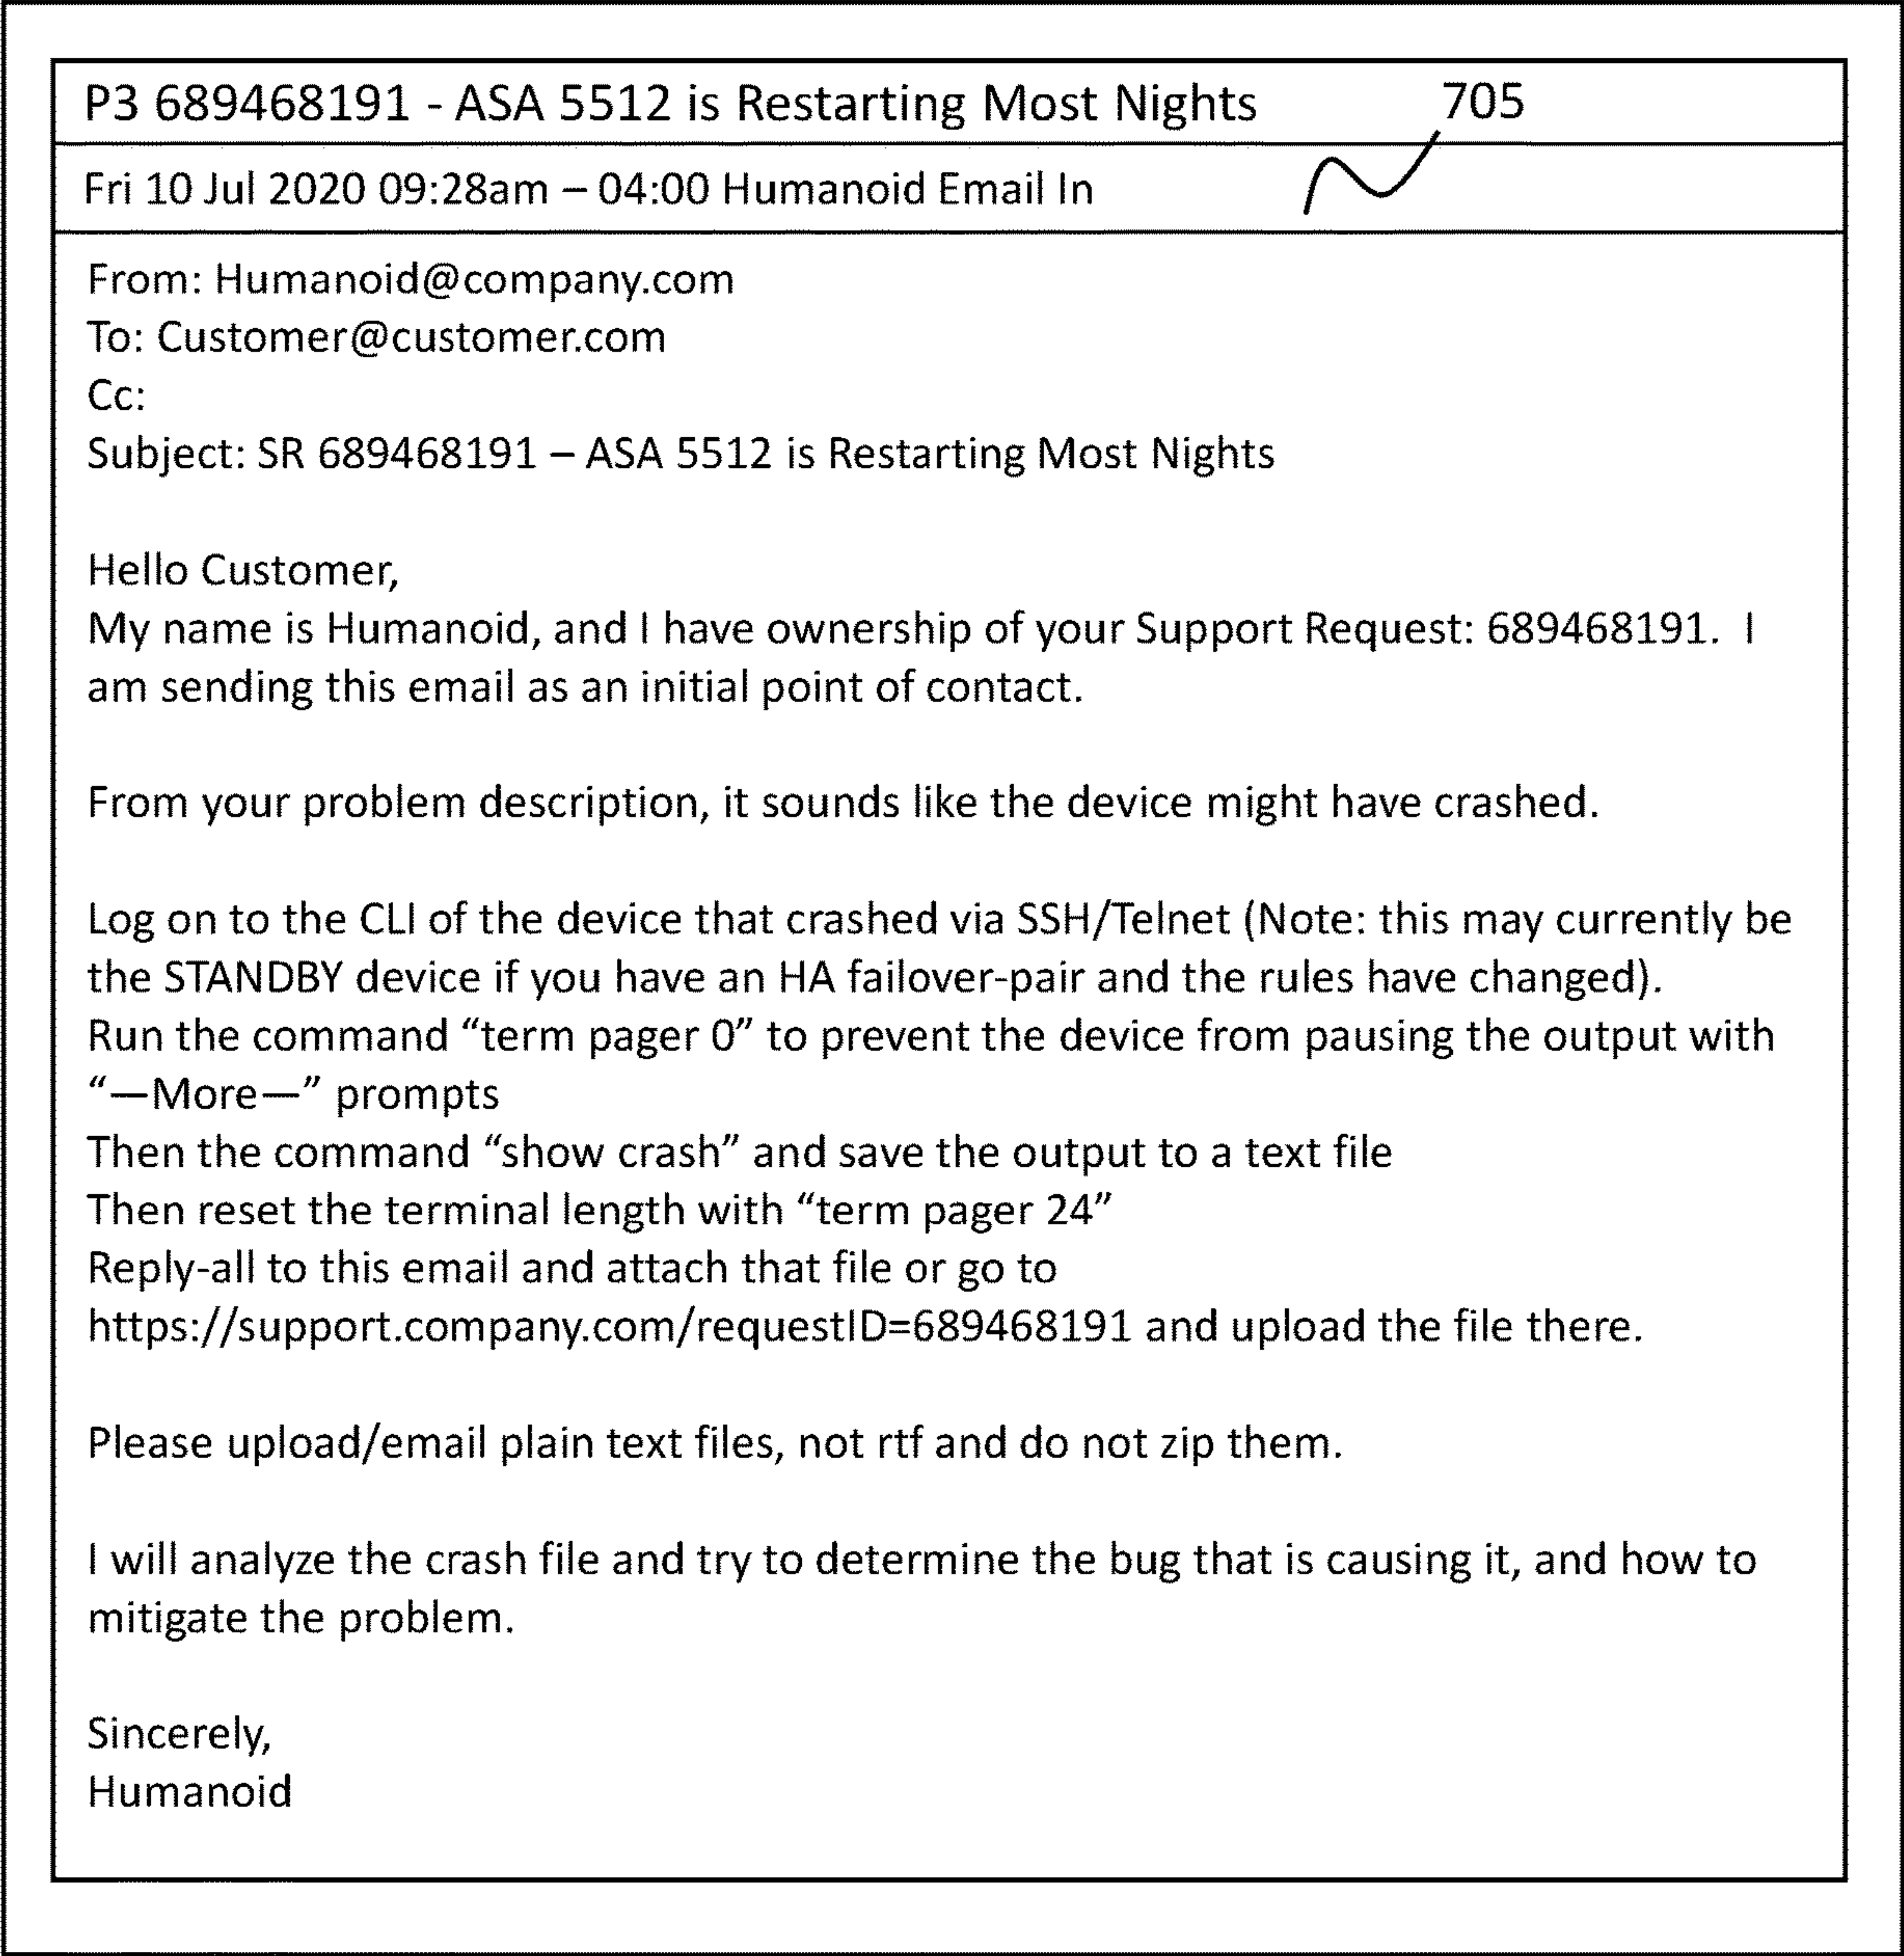 P3 689468191 - ASA 5512 is Restarting Most Nights
705
Fri 10 Jul 2020 09:28am – 04:00 Humanoid Email In
From: Humanoid@company.com
To: Customer@customer.com
Cc:
Subject: SR 689468191 – ASA 5512 is Restarting Most Nights
Hello Customer,
My name is Humanoid, and I have ownership of your Support Request: 689468191.  I
am sending this email as an initial point of contact.
From your problem description, it sounds like the device might have crashed.
Log on to the CLI of the device that crashed via SSH/Telnet (Note: this may currently be
the STANDBY device if you have an HA failover-pair and the rules have changed).
Run the command “term pager 0” to prevent the device from pausing the output with
“—More—” prompts
Then the command “show crash” and save the output to a text file
Then reset the terminal length with “term pager 24”
Reply-all to this email and attach that file or go to
https://support.company.com/requestID=689468191 and upload the file there.
Please upload/email plain text files, not rtf and do not zip them.
I will analyze the crash file and try to determine the bug that is causing it, and how to
mitigate the problem.
Sincerely,
Humanoid